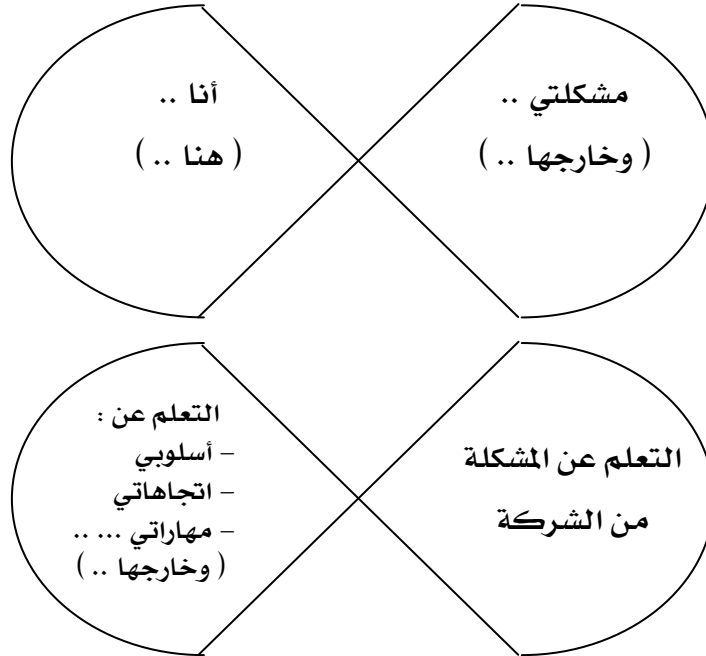 مشكلتي ..
( وخارجها .. )
أنا ..
( هنا .. )
التعلم عن المشكلة
من الشركة
التعلم عن :
– أسلوبي
– اتجاهاتي
– مهاراتي ... ..
( وخارجها .. )